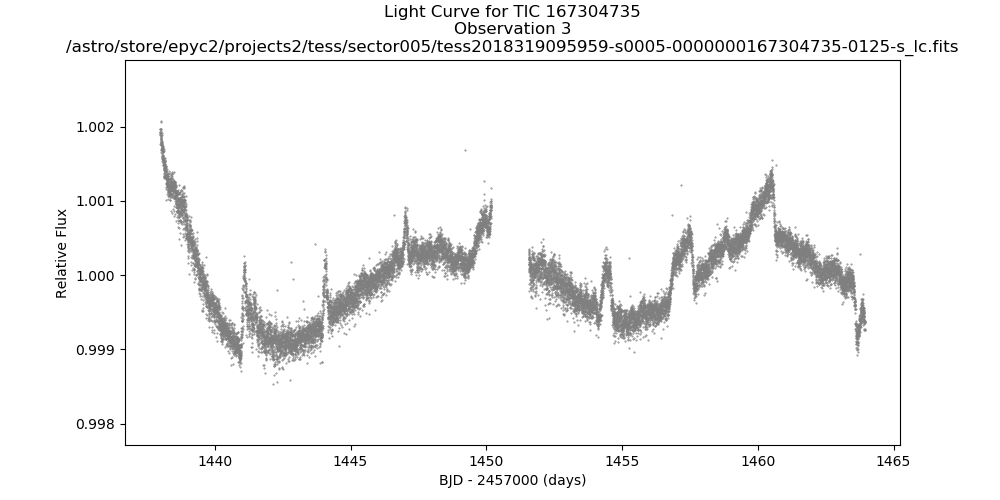 Light Curve for TIC 167304735
Observation 3
/astro/store/epyc2/projects2/tess/sector005/tess2018319095959-s0005-0000000167304735-0125-s_lc.fits
1.002
1.001
1.000
0.999
0.998
Relative Flux
1440 1445 1450 1455 1460 1465
BJD - 2457000 (days)